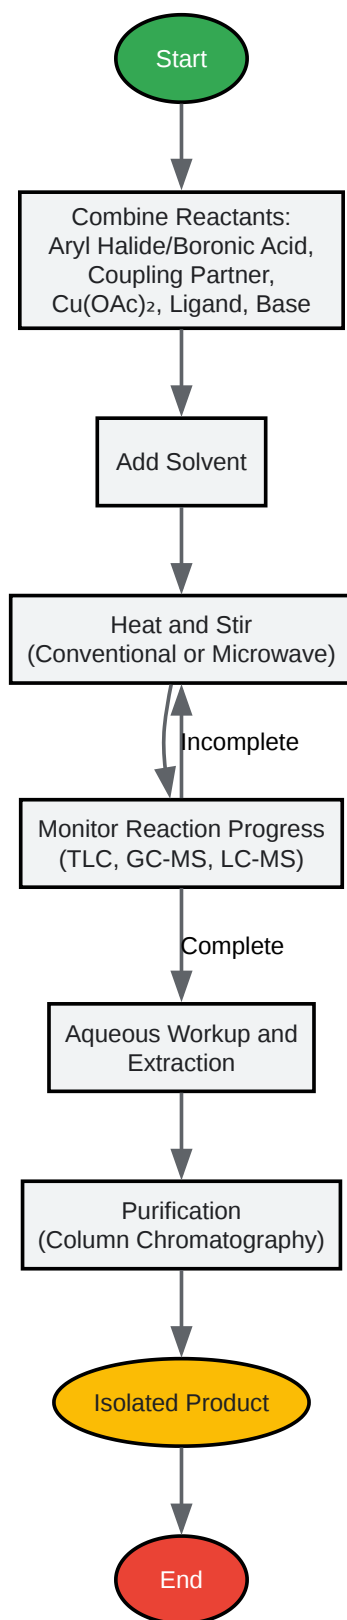 Start
Combine Reactants:
Aryl Halide/Boronic Acid,
Coupling Partner,
Cu(OAc)₂, Ligand, Base
Add Solvent
Heat and Stir
(Conventional or Microwave)
Incomplete
Monitor Reaction Progress
(TLC, GC-MS, LC-MS)
Complete
Aqueous Workup and
Extraction
Purification
(Column Chromatography)
Isolated Product
End